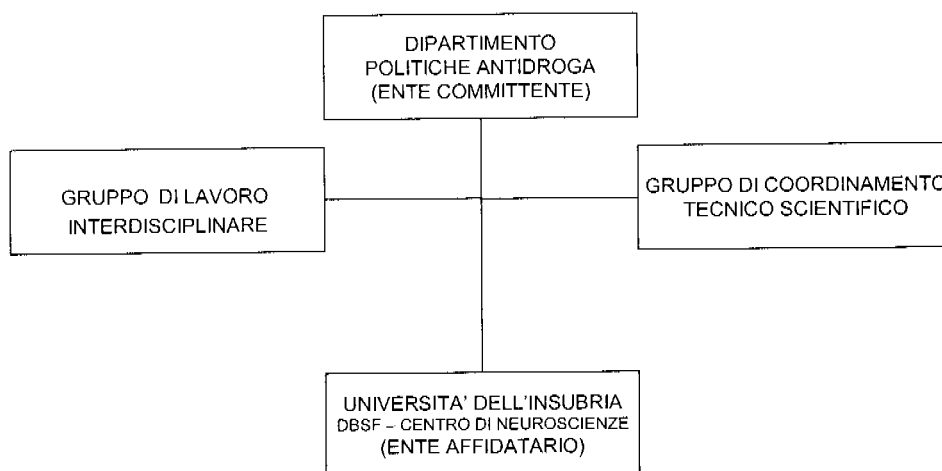 DIPARTIMENTO
POLITICHE ANTIDROGA
(ENTE COMMITTENTE)
GRUPPO DI LAVORO
INTERDISCIPLINARE
GRUPPO DI COORDINAMENTO
TECNICO SCIENTIFICO
UNIVERSITA' DELL'INSUBRIA
DBSF – CENTRO DI NEUROSCIENZE
(ENTE AFFIDATARIO)